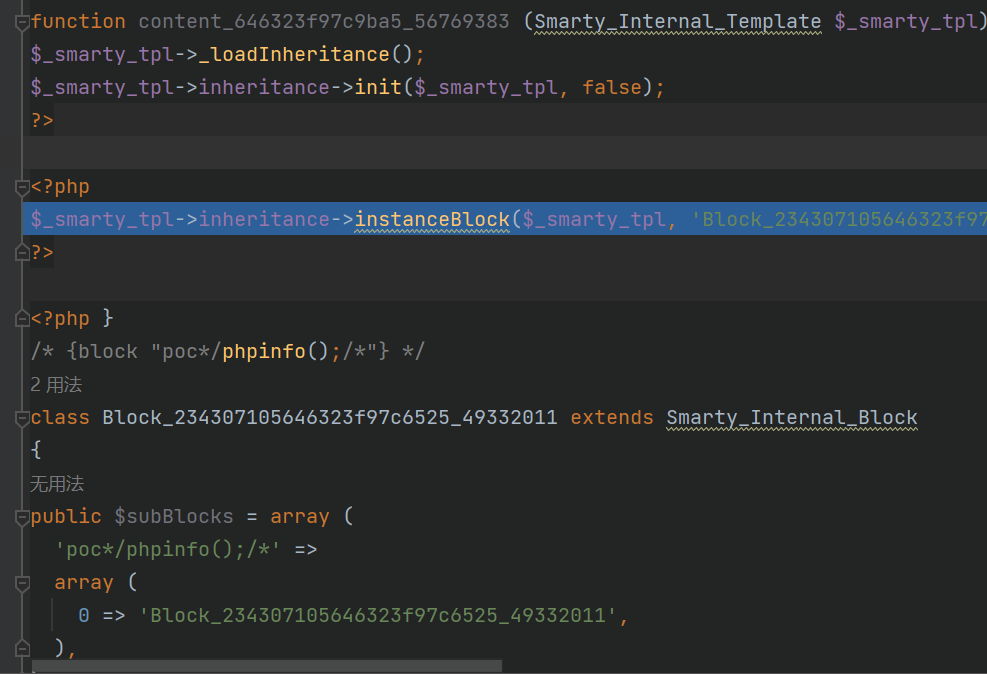 function content_646323f97c9ba5_56769383 (Smarty_Internal_Template $_smarty_tpl)
$_smarty_tpl->_loadInheritance();
$_smarty_tpl->inheritance->init($_smarty_tpl, false);
?>
<?php
$_smarty_tpl->inheritance->instanceBlock($_smarty_tpl, 'Block_234307105646323f97
?>
<?php }
/* {block "poc*/phpinfo();/*"} */
2 用法
class Block_234307105646323f97c6525_49332011 extends Smarty_Internal_Block
{
无用法
public $subBlocks = array (
'poc*/phpinfo();/*' =>
array (
0 => 'Block_234307105646323f97c6525_49332011',
),